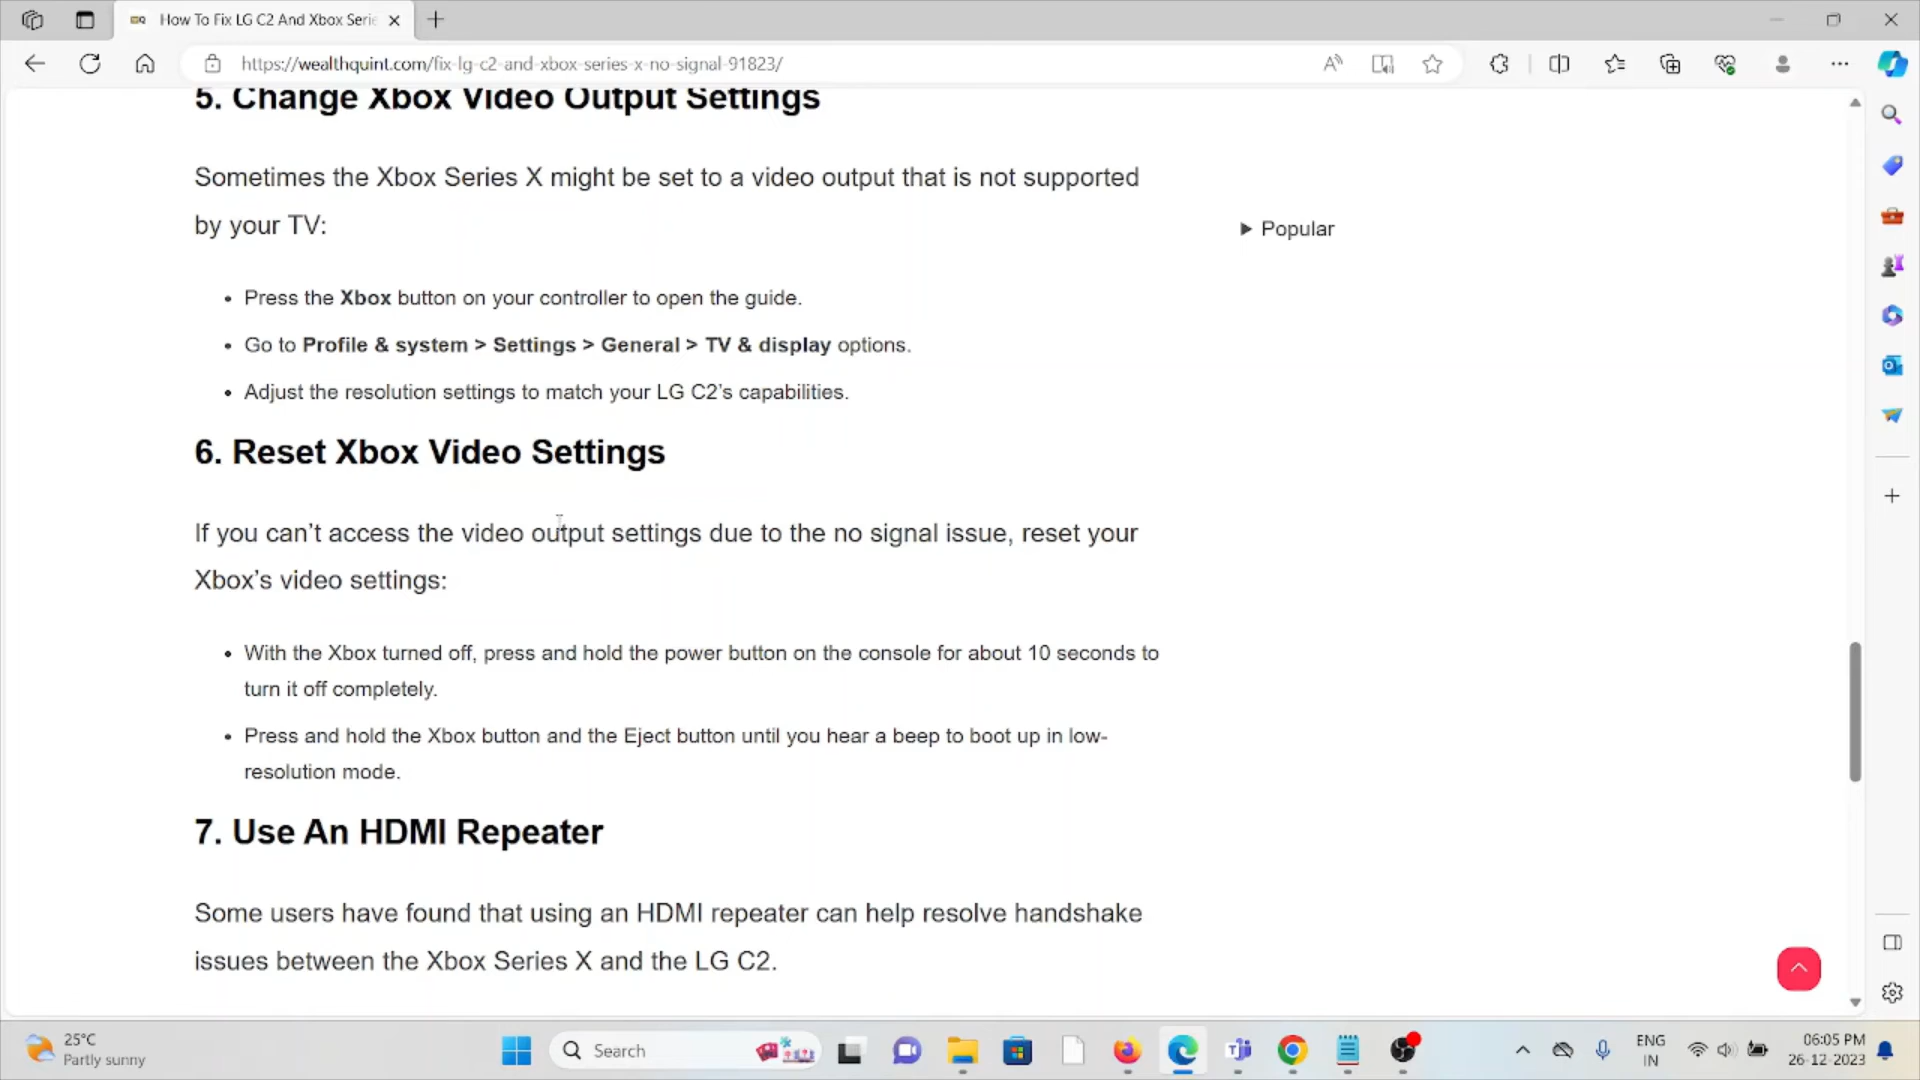 How To Fix LG C2 And Xbox Serie
https://wealthquint.com/fix-lg-c2-and-xbox-series-x-no-signal-91823/
5. Change Xbox Video Output Settings
Sometimes the Xbox Series X might be set to a video output that is not supported
by your TV:
• Press the Xbox button on your controller to open the guide.
• Go to Profile & system > Settings > General > TV & display options.
• Adjust the resolution settings to match your LG C2’s capabilities.
Popular
6. Reset Xbox Video Settings
If you can’t access the video output settings due to the no signal issue, reset your
Xbox’s video settings:
• With the Xbox turned off, press and hold the power button on the console for about 10 seconds to
turn it off completely.
• Press and hold the Xbox button and the Eject button until you hear a beep to boot up in low-
resolution mode.
7. Use An HDMI Repeater
Some users have found that using an HDMI repeater can help resolve handshake
issues between the Xbox Series X and the LG C2.
25°C
Partly sunny
Search
ENG
IN
06:05 PM
26-12-2023